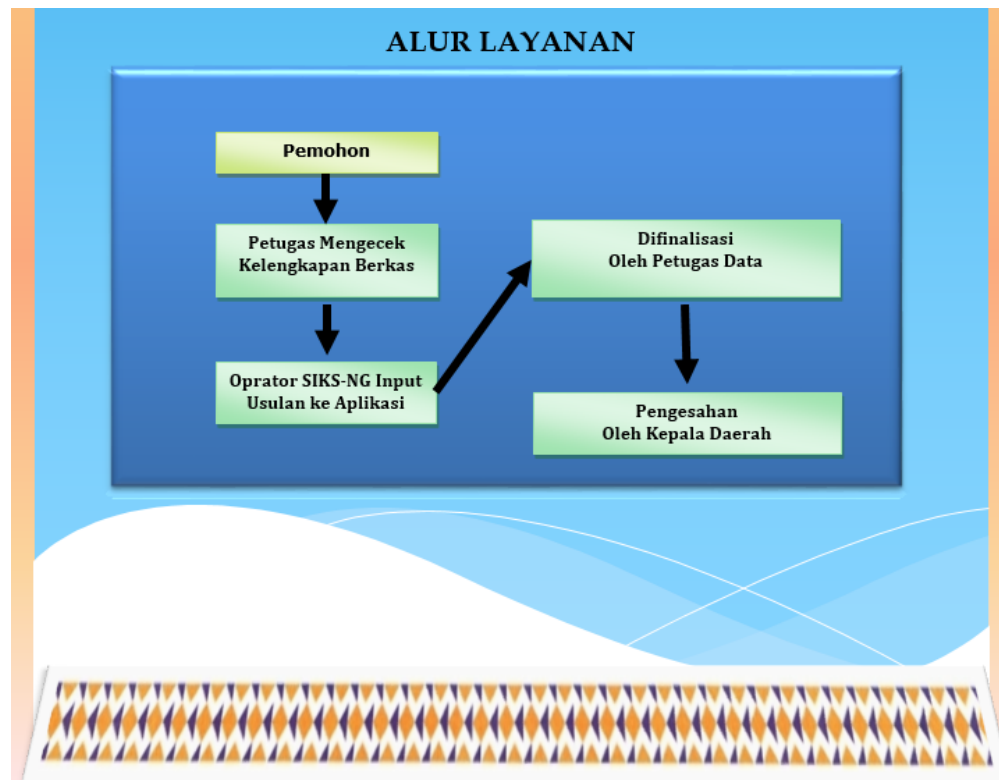 ALUR LAYANAN
Pemohon
Petugas Mengecek
Kelengkapan Berkas
Oprator SIKS-NG Input
Usulan ke Aplikasi
Difinalisasi
Oleh Petugas Data
Pengesahan
Oleh Kepala Daerah